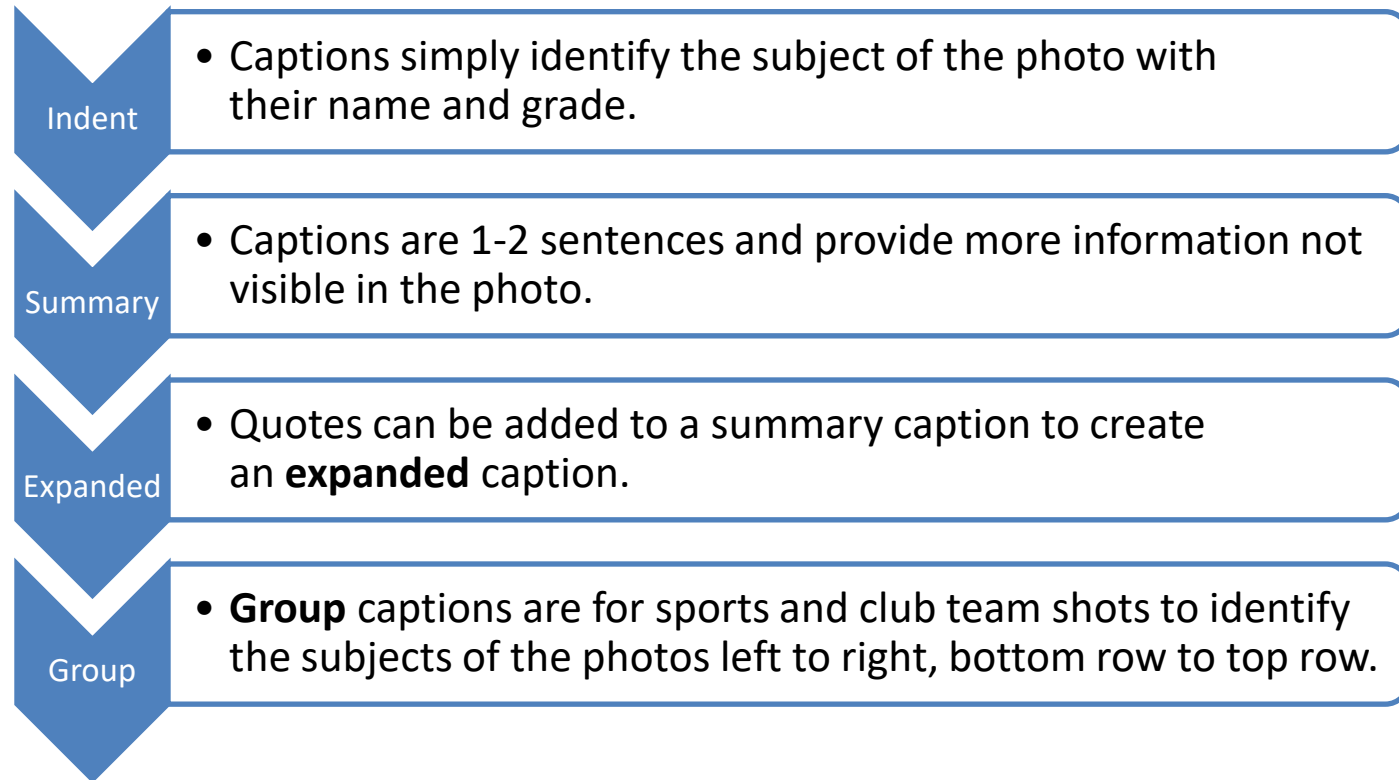 Indent
• Captions simply identify the subject of the photo with
their name and grade.
Summary
• Captions are 1-2 sentences and provide more information not
visible in the photo.
Expanded
• Quotes can be added to a summary caption to create
an expanded caption.
Group
• Group captions are for sports and club team shots to identify
the subjects of the photos left to right, bottom row to top row.